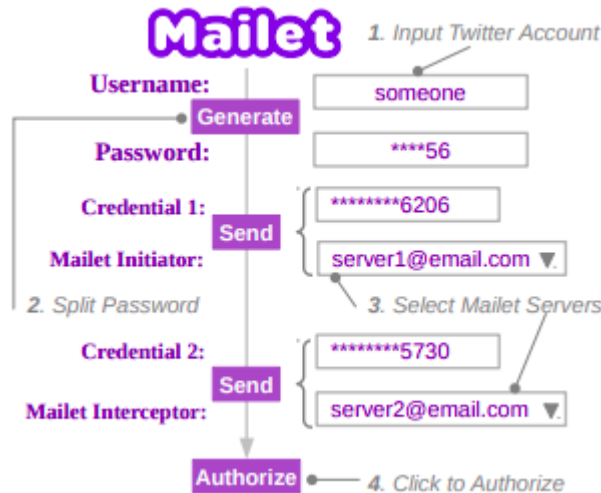 Mailet
1. Input Twitter Account
Username:
someone
Generate
Password:
****56
Credential 1:
********6206
Send
Mailet Initiator:
server1@email.com
2. Split Password
3. Select Mailet Servers
Credential 2:
********5730
Send
Mailet Interceptor:
server2@email.com
Authorize
4. Click to Authorize